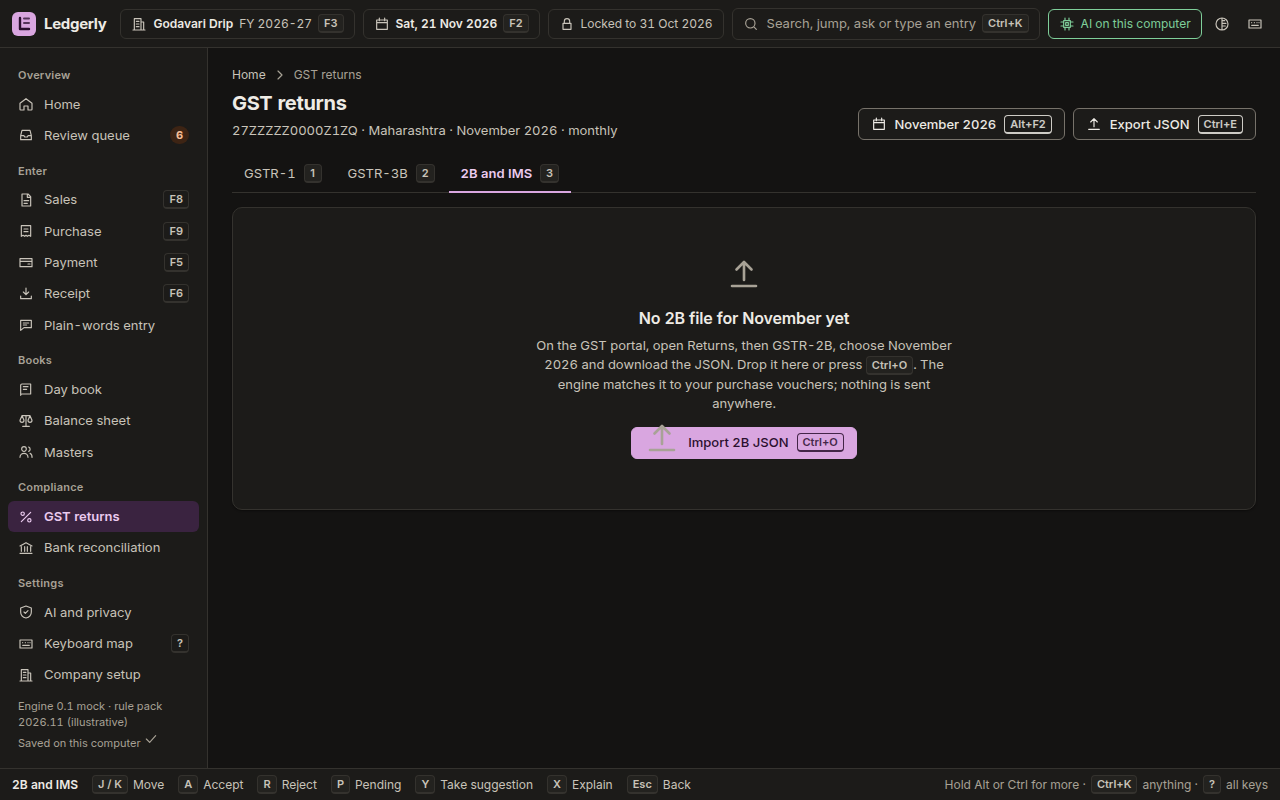 Ledgerly
Godavari Drip FY 2026-27 F3
Sat, 21 Nov 2026 F2
Locked to 31 Oct 2026
Search, jump, ask or type an entry Ctrl+K
AI on this computer
Overview
Home
Review queue 6
Enter
Sales F8
Purchase F9
Payment F5
Receipt F6
Plain-words entry
Books
Day book
Balance sheet
Masters
Compliance
GST returns
Bank reconciliation
Settings
AI and privacy
Keyboard map ?
Company setup
Engine 0.1 mock · rule pack
2026.11 (illustrative)
Saved on this computer
Home > GST returns
GST returns
27ZZZZZ0000Z1ZQ · Maharashtra · November 2026 · monthly
November 2026 Alt+F2
Export JSON Ctrl+E
GSTR-1 1 GSTR-3B 2 2B and IMS 3
No 2B file for November yet
On the GST portal, open Returns, then GSTR-2B, choose November
2026 and download the JSON. Drop it here or press Ctrl+O. The
engine matches it to your purchase vouchers; nothing is sent
anywhere.
Import 2B JSON Ctrl+O
2B and IMS J / K Move A Accept R Reject P Pending Y Take suggestion X Explain Esc Back
Hold Alt or Ctrl for more · Ctrl+K anything · ? all keys